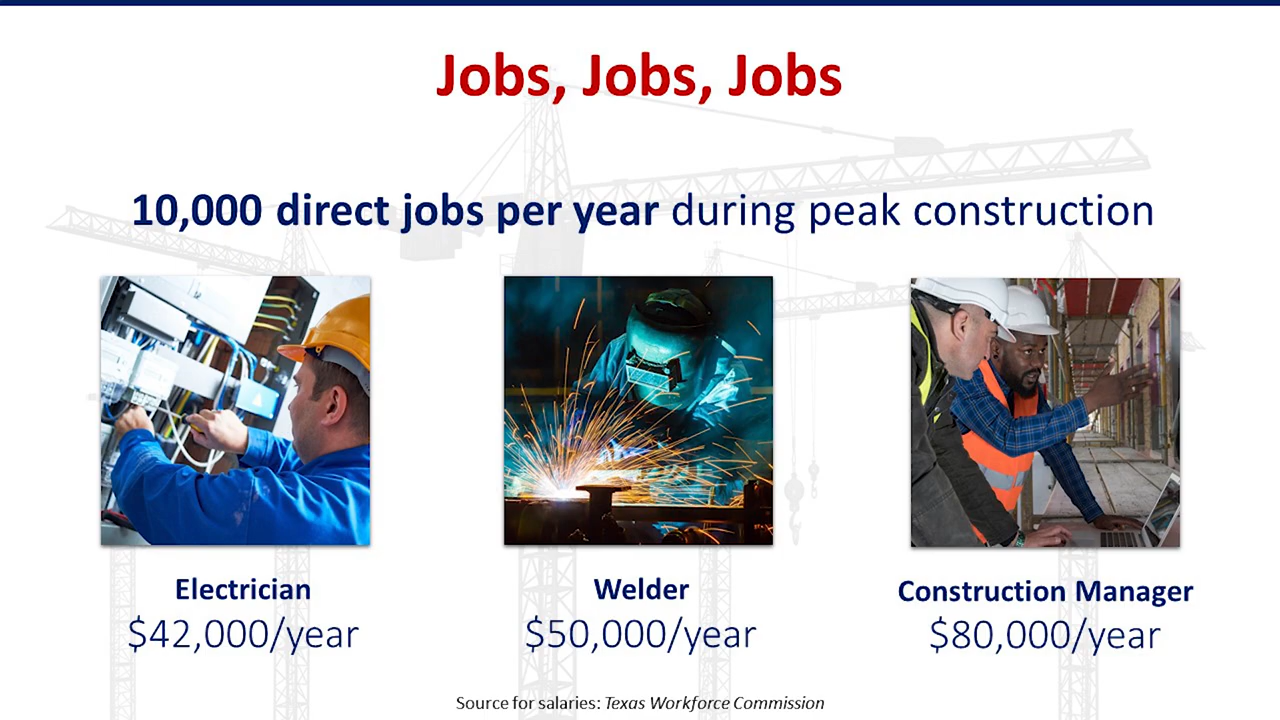 Jobs, Jobs, Jobs
10,000 direct jobs per year during peak construction
Electrician
$42,000/year
Welder
$50,000/year
Construction Manager
$80,000/year
Source for salaries: Texas Workforce Commission